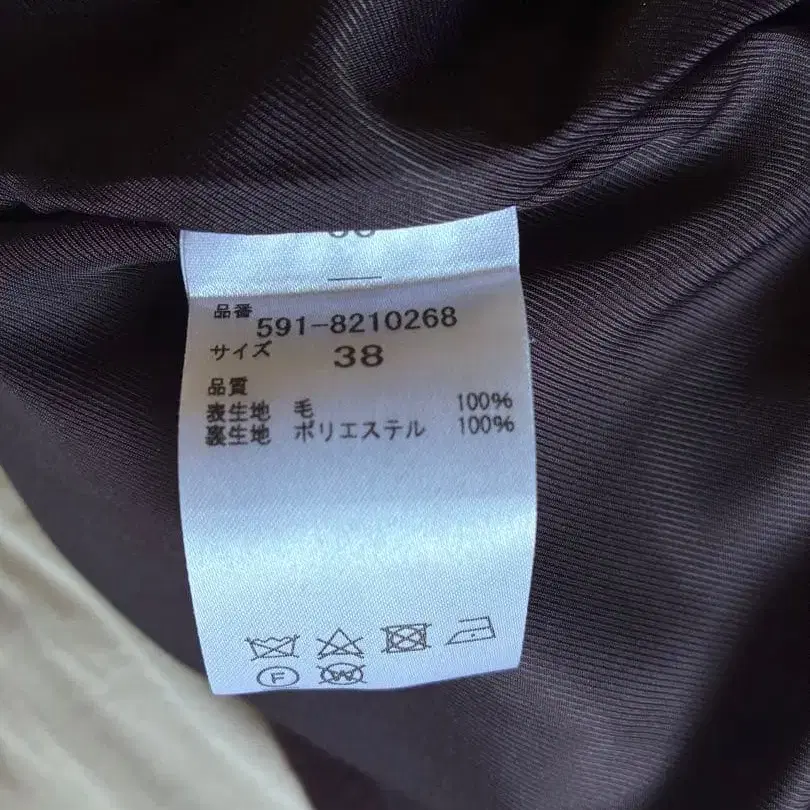 品番 591-8210268
サイズ 38
品質
表生地 毛 100%
裏生地 ポリエステル 100%
F W